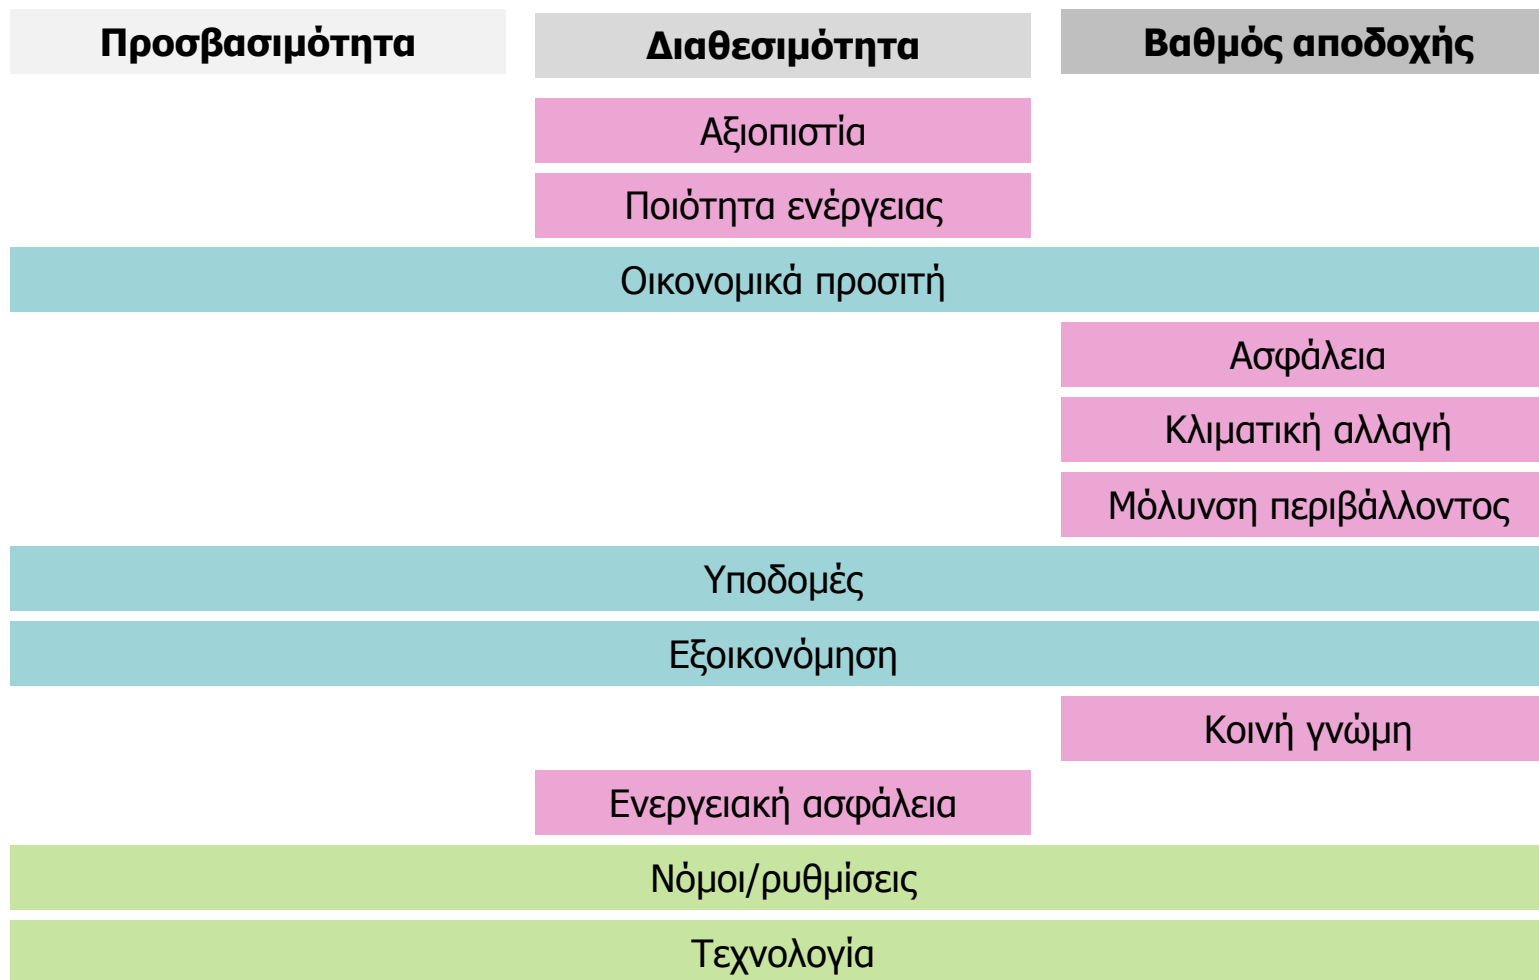 Προσβασιμότητα
Διαθεσιμότητα
Βαθμός αποδοχής
Αξιοπιστία
Ποιότητα ενέργειας
Οικονομικά προσιτή
Ασφάλεια
Κλιματική αλλαγή
Μόλυνση περιβάλλοντος
Υποδομές
Εξοικονόμηση
Κοινή γνώμη
Ενεργειακή ασφάλεια
Νόμοι/ρυθμίσεις
Τεχνολογία